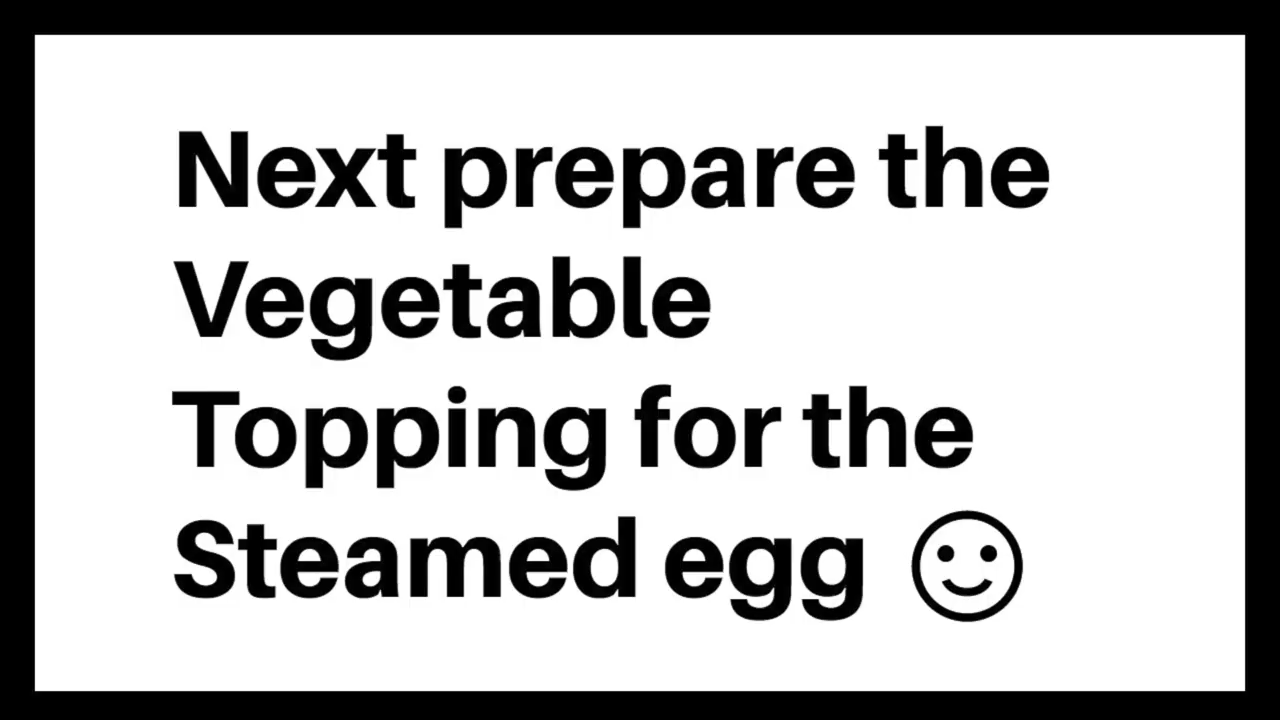 Next prepare the
Vegetable
Topping for the
Steamed egg ☺